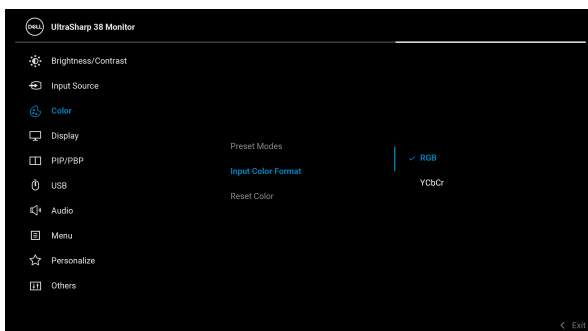 DELL UltraSharp 38 Monitor
Brightness/Contrast
Input Source
Color
Display
PIP/PBP
USB
Audio
Menu
Personalize
Others
Preset Modes
Input Color Format
Reset Color
RGB
YCbCr
Exit